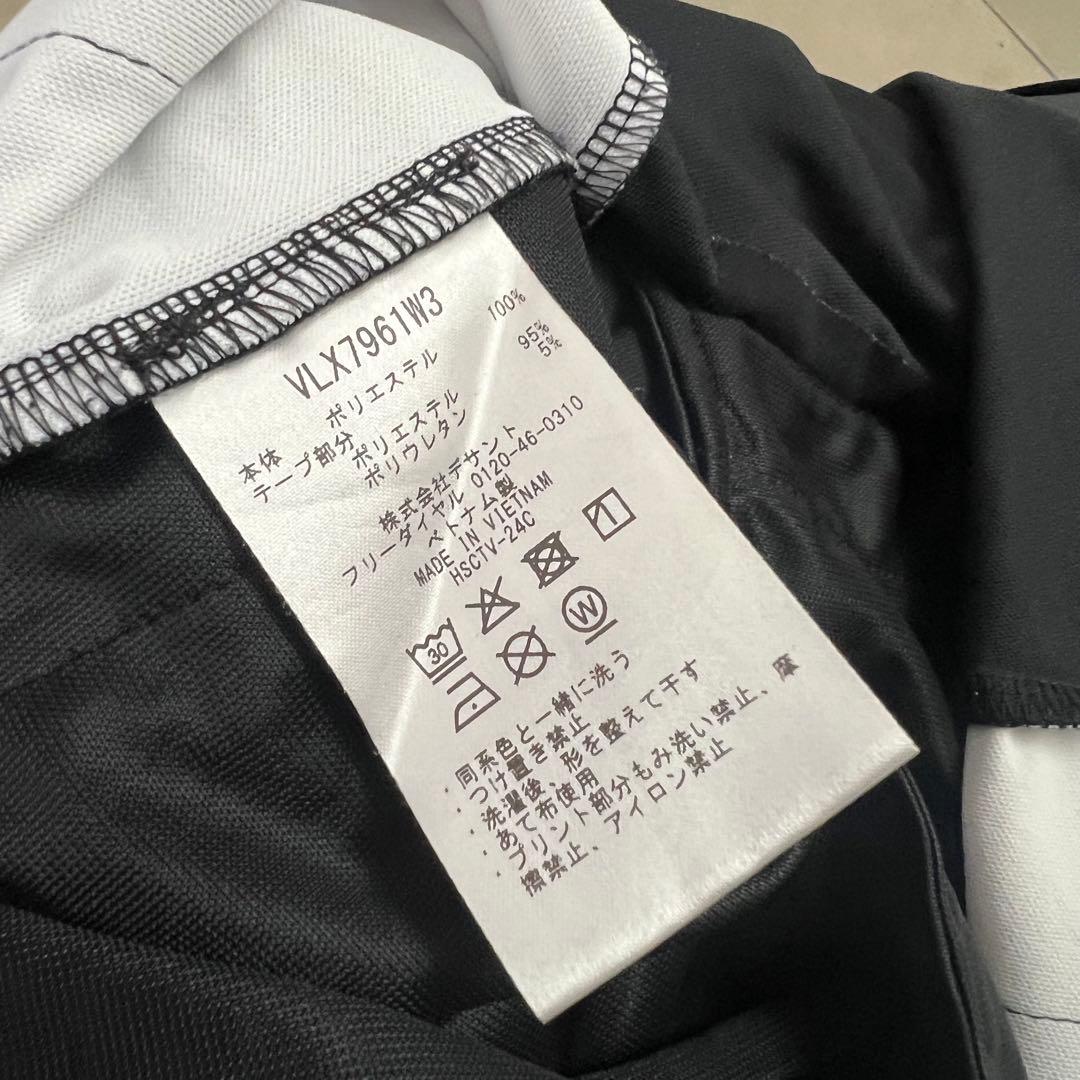 VLX7961W3
本体 ポリエステル 100%
テープ部分 ポリエステル 95%
ポリウレタン 5%
株式会社デサント
フリーダイヤル 0120-46-0310
ベトナム製
MADE IN VIETNAM
HSCTV-24C
1
30
W
・同系色と一緒に洗う
・つけ置き禁止
・洗濯後、形を整えて干す
・あて布使用
・プリント部分もみ洗い禁止、摩
擦禁止、アイロン禁止